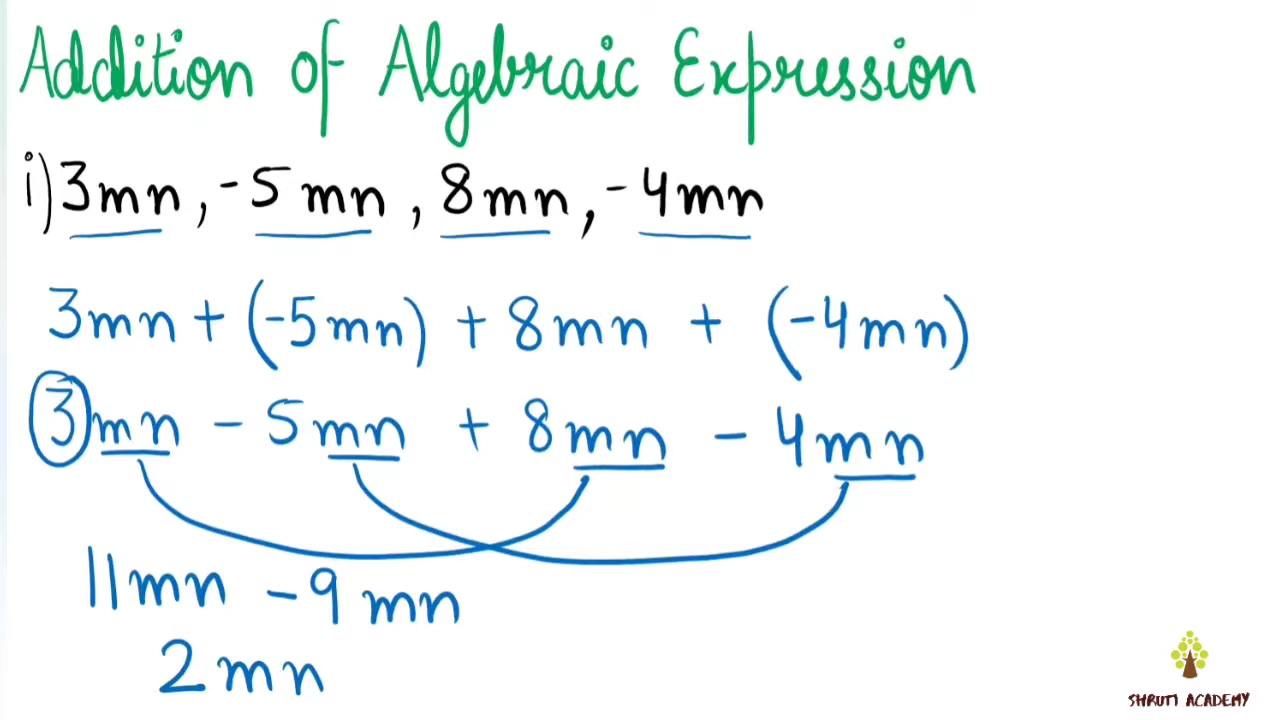 Addition of Algebraic Expression
i) 3mn, -5mn, 8mn, -4mn
3mn + (-5mn) + 8mn + (-4mn)
3mn - 5mn + 8mn - 4mn
11mn - 9mn
2mn
SHRUTI ACADEMY